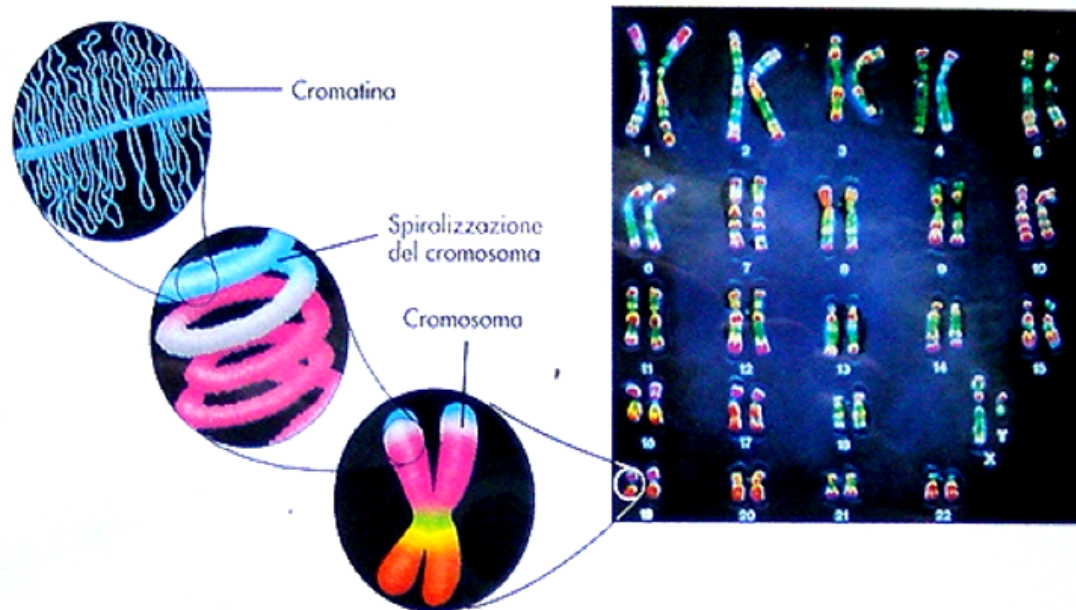 Cromatina
Spiralizzazione
del cromosoma
Cromosoma
1 2 3 4 5
6 7 8 9 10
11 12 13 14 15
16 17 18
Y
X
19 20 21 22